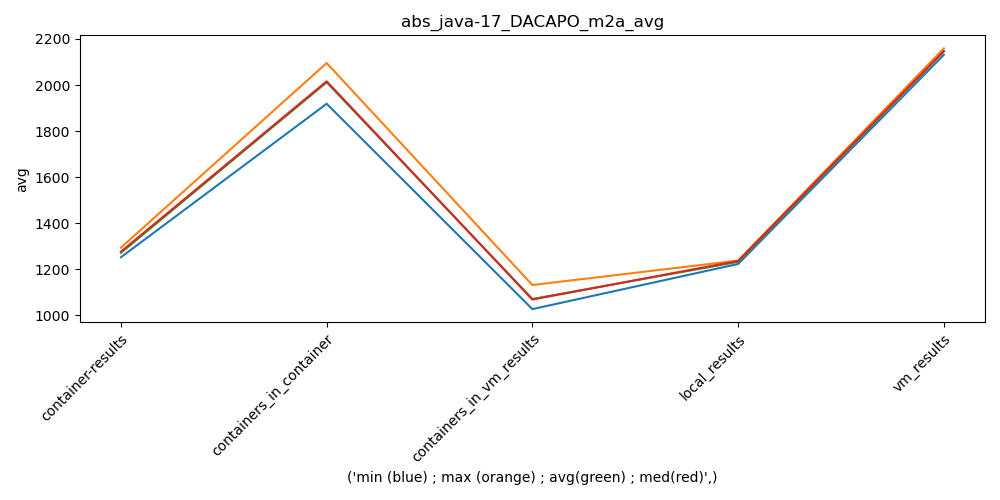 abs_java-17_DACAPO_m2a_avg
2200
2000
1800
1600
1400
1200
1000
avg
container-results
containers_in_container
containers_in_vm_results
local_results
vm_results
('min (blue) ; max (orange) ; avg(green) ; med(red)',)